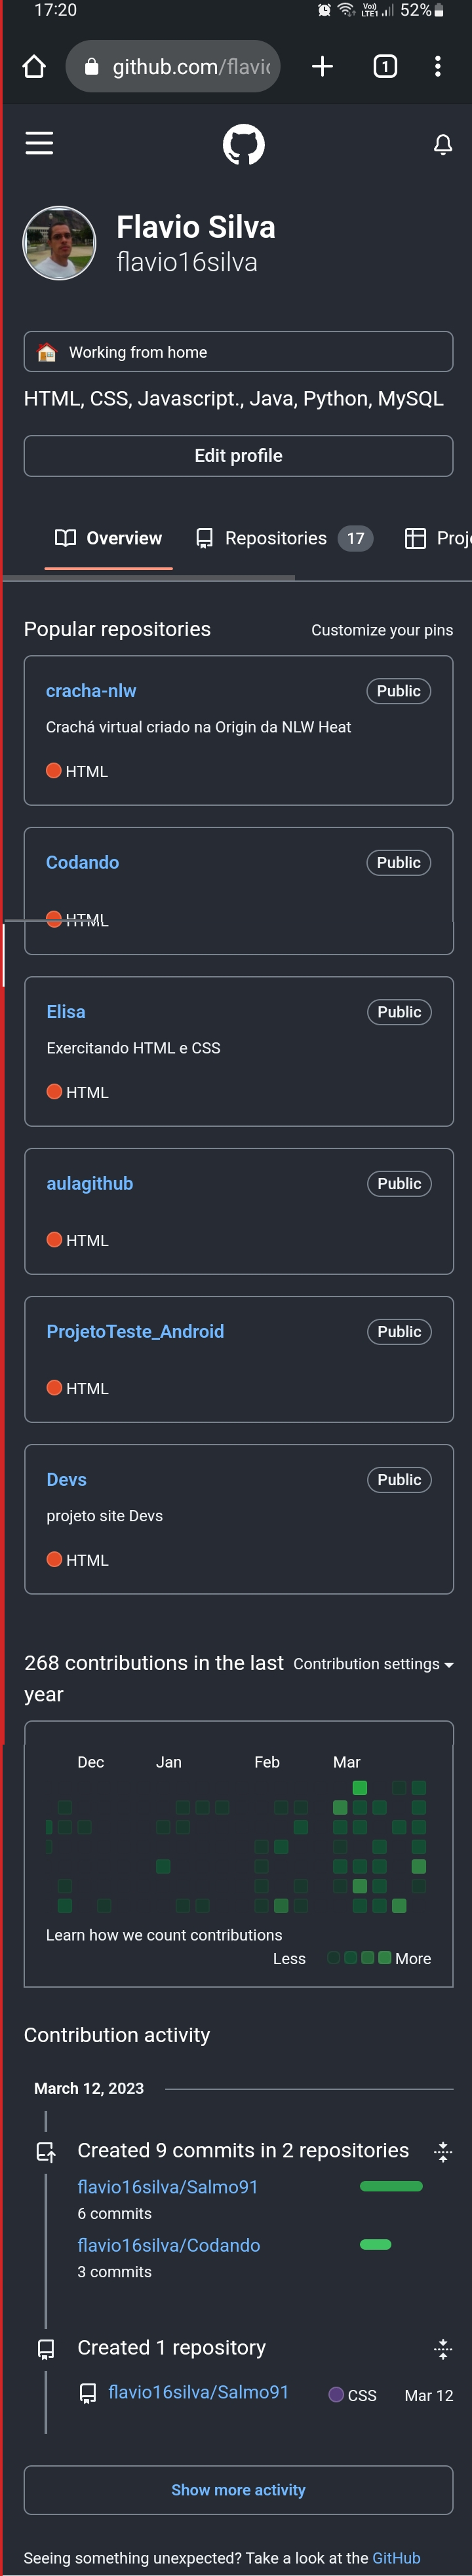 17:20
Vo))
LTE1
52%
github.com/flavi
1
Flavio Silva
flavio16silva
Working from home
HTML, CSS, Javascript., Java, Python, MySQL
Edit profile
Overview
Repositories 17
Proj
Popular repositories
Customize your pins
cracha-nlw
Public
Crachá virtual criado na Origin da NLW Heat
HTML
Codando
Public
HTML
Elisa
Public
Exercitando HTML e CSS
HTML
aulagithub
Public
HTML
ProjetoTeste_Android
Public
HTML
Devs
Public
projeto site Devs
HTML
268 contributions in the last
year
Contribution settings
Dec Jan Feb Mar
Learn how we count contributions
Less More
Contribution activity
March 12, 2023
Created 9 commits in 2 repositories
flavio16silva/Salmo91
6 commits
flavio16silva/Codando
3 commits
Created 1 repository
flavio16silva/Salmo91
CSS
Mar 12
Show more activity
Seeing something unexpected? Take a look at the GitHub